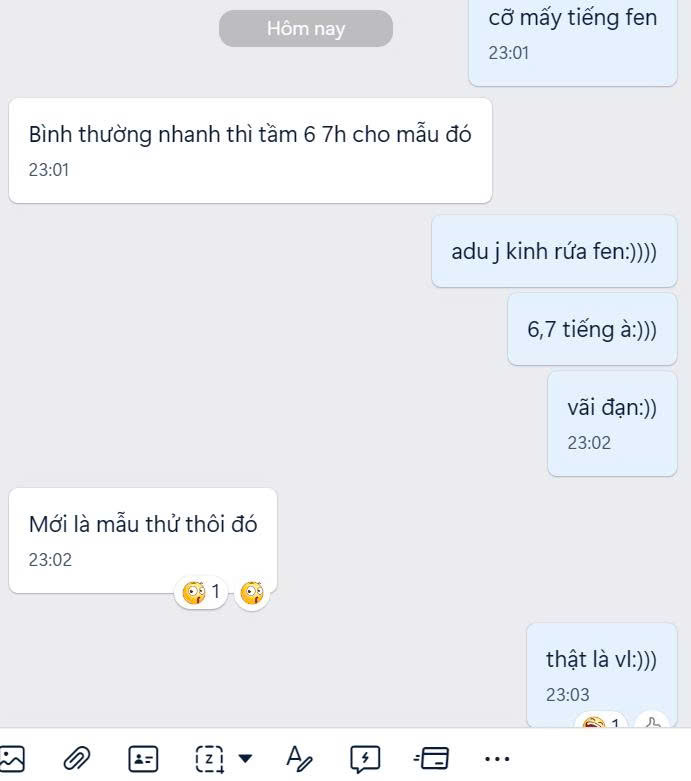 Hôm nay
cỡ mấy tiếng fen
23:01
Bình thường nhanh thì tầm 6 7h cho mẫu đó
23:01
adu j kinh rứa fen:))))
6,7 tiếng à:)))
vãi đạn:))
23:02
Mới là mẫu thử thôi đó
23:02
1
thật là vl:)))
23:03
1
Z